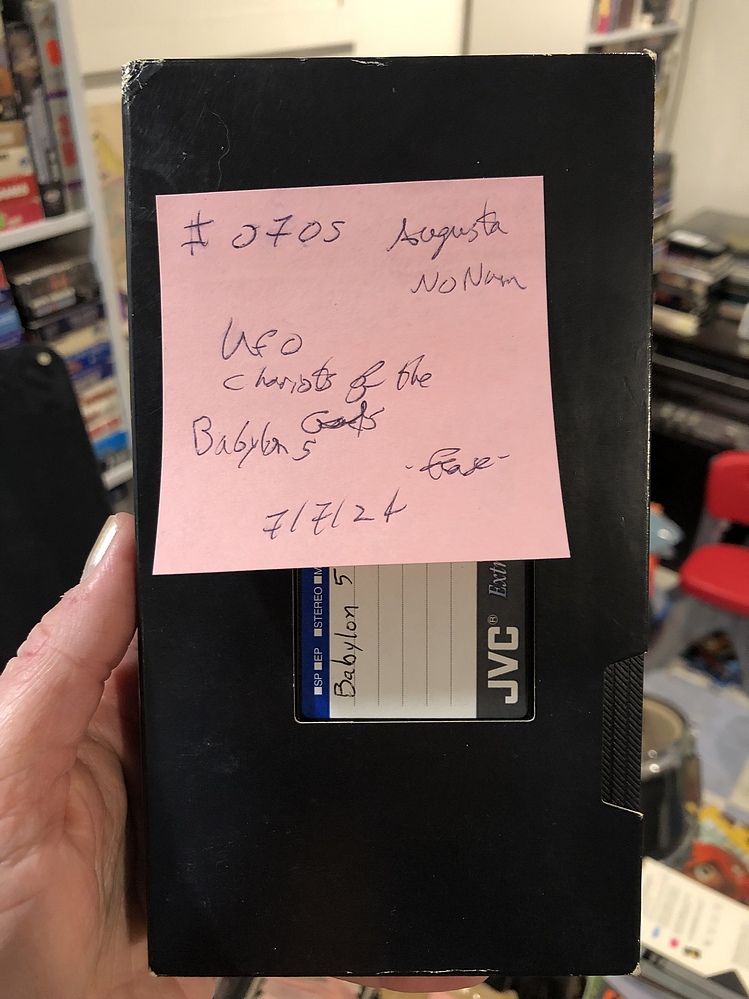 # 0705 Augusta
NoNam
UFO
Chariots of the
Gods
Babylon 5
7/7/24
■SP ■EP ■STEREO ■M
Babylon 5
JVC® Extr